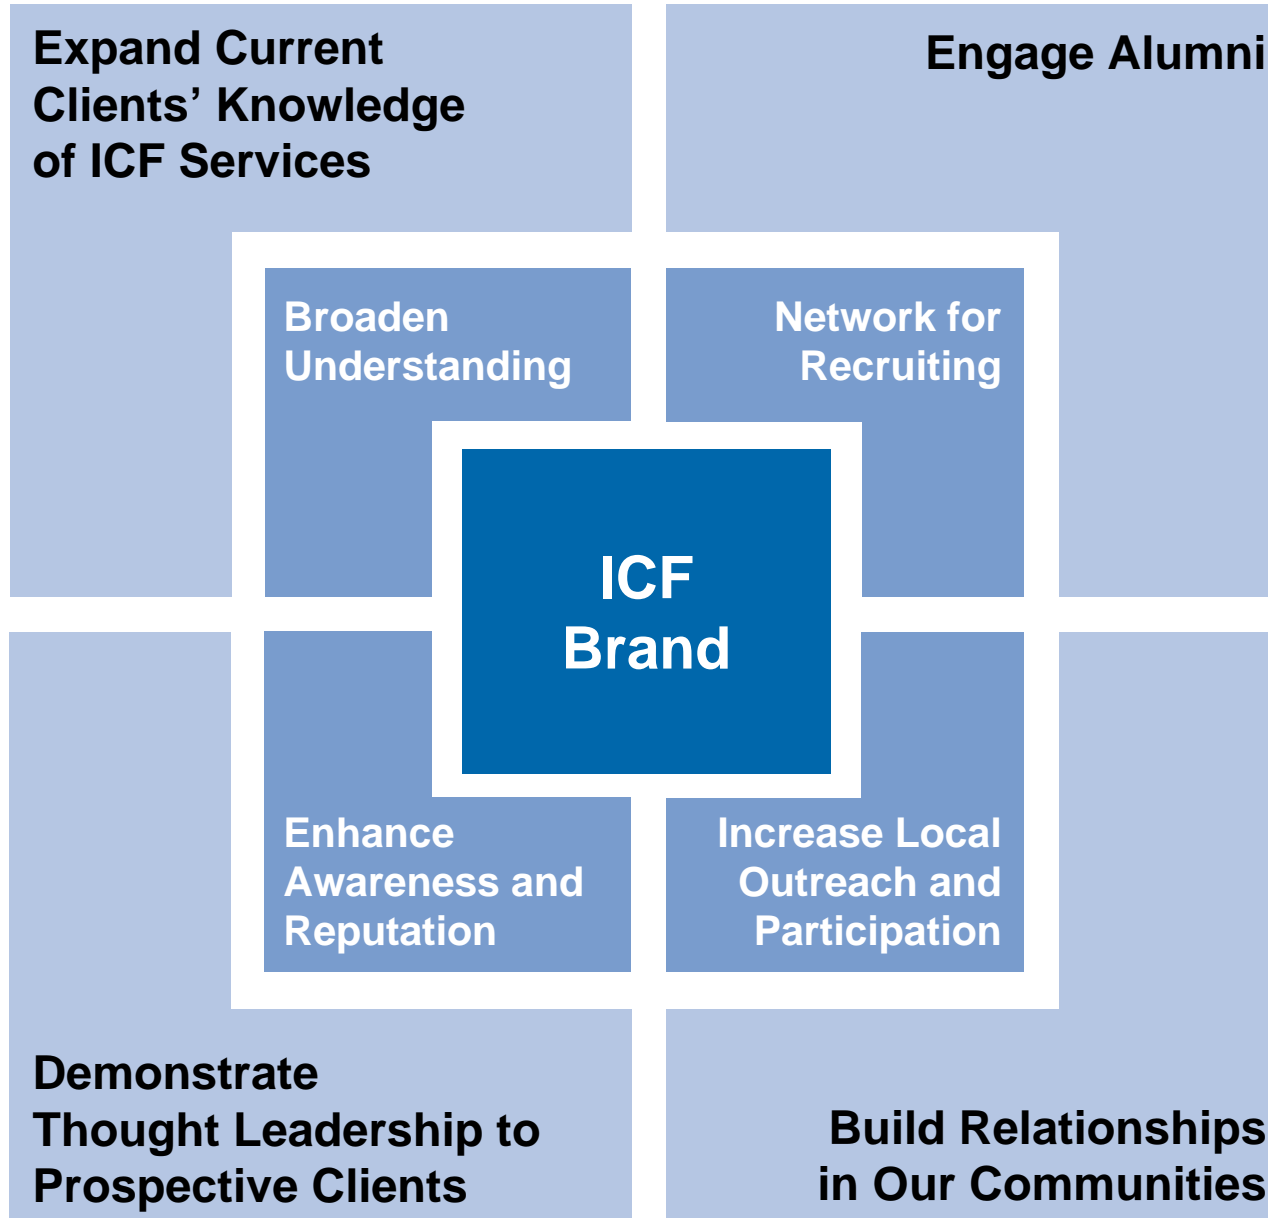 Expand Current
Clients’ Knowledge
of ICF Services
Engage Alumni
Broaden
Understanding
Network for
Recruiting
ICF
Brand
Enhance
Awareness and
Reputation
Increase Local
Outreach and
Participation
Demonstrate
Thought Leadership to
Prospective Clients
Build Relationships
in Our Communities